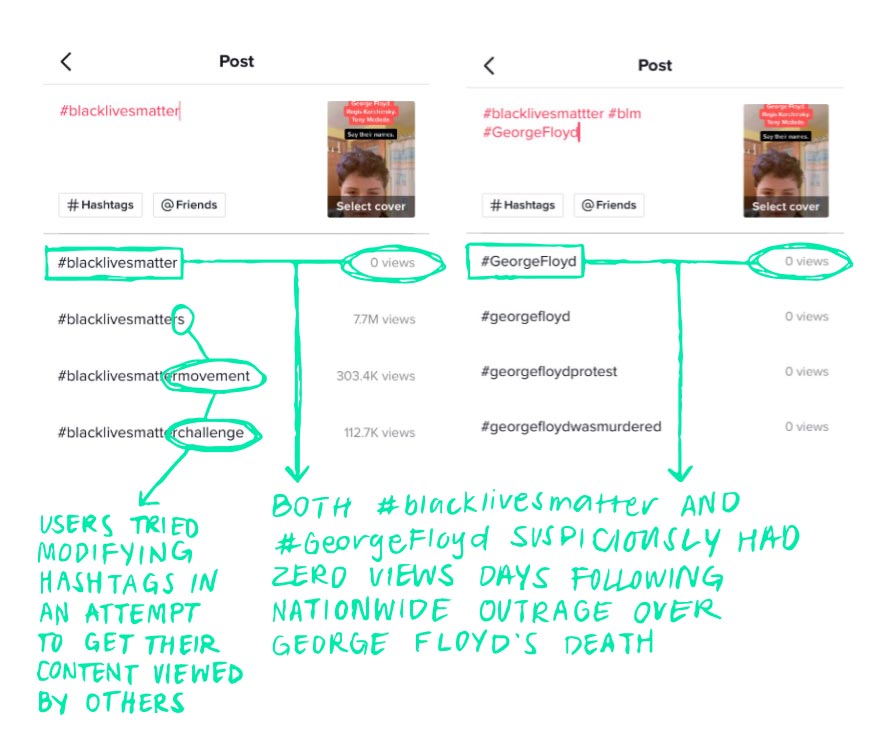 Post
#blacklivesmatter
George Floyd.
Regis Korchinsky.
Tony Mcdade.
Say their names.
Select cover
# Hashtags
@ Friends
#blacklivesmatter 0 views
#blacklivesmatters 7.7M views
#blacklivesmattermovement 303.4K views
#blacklivesmatterchallenge 112.7K views
Post
#blacklivesmattter #blm
#GeorgeFloyd
George Floyd.
Regis Korchinsky.
Tony Mcdade.
Say their names.
Select cover
# Hashtags
@ Friends
#GeorgeFloyd 0 views
#georgefloyd 0 views
#georgefloydprotest 0 views
#georgefloydwasmurdered 0 views
USERS TRIED
MODIFYING
HASHTAGS IN
AN ATTEMPT
TO GET THEIR
CONTENT VIEWED
BY OTHERS
BOTH #blacklivesmatter AND
#GeorgeFloyd SUSPICIOUSLY HAD
ZERO VIEWS DAYS FOLLOWING
NATIONWIDE OUTRAGE OVER
GEORGE FLOYD'S DEATH